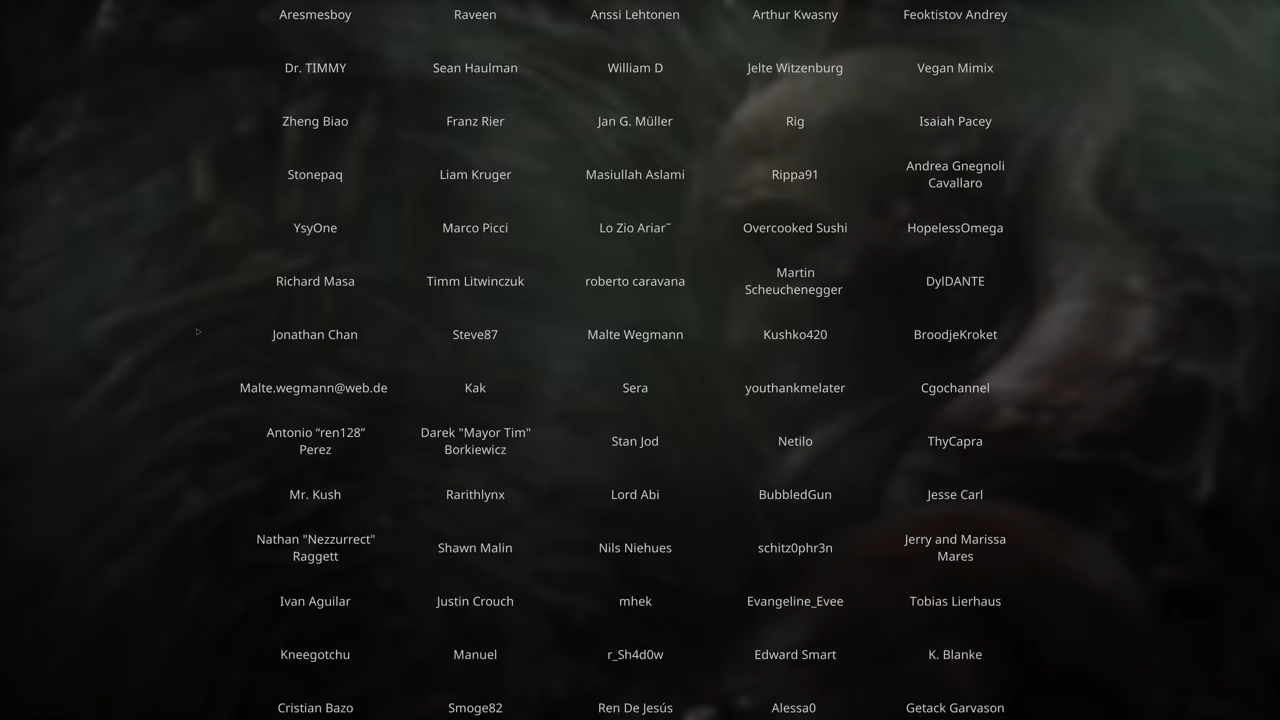 Aresmesboy Raveen Anssi Lehtonen Arthur Kwasny Feoktistov Andrey
Dr. TIMMY Sean Haulman William D Jelte Witzenburg Vegan Mimix
Zheng Biao Franz Rier Jan G. Müller Rig Isaiah Pacey
Stonepaq Liam Kruger Masiullah Aslami Rippa91 Andrea Gnegnoli
Cavallaro
YsyOne Marco Picci Lo Zio Ariar˜ Overcooked Sushi HopelessOmega
Richard Masa Timm Litwinczuk roberto caravana Martin
Scheuchenegger DylDANTE
Jonathan Chan Steve87 Malte Wegmann Kushko420 BroodjeKroket
Malte.wegmann@web.de Kak Sera youthankmelater Cgochannel
Antonio “ren128”
Perez Darek "Mayor Tim"
Borkiewicz Stan Jod Netilo ThyCapra
Mr. Kush Rarithlynx Lord Abi BubbledGun Jesse Carl
Nathan "Nezzurrect"
Raggett Shawn Malin Nils Niehues schitz0phr3n Jerry and Marissa
Mares
Ivan Aguilar Justin Crouch mhek Evangeline_Evee Tobias Lierhaus
Kneegotchu Manuel r_Sh4d0w Edward Smart K. Blanke
Cristian Bazo Smoge82 Ren De Jesús Alessa0 Getack Garvason